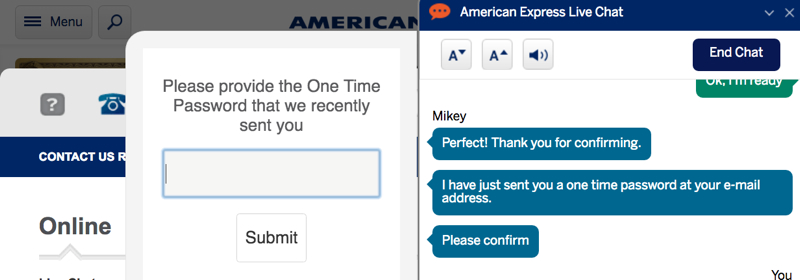 Menu
AMERICAN
Please provide the One Time
Password that we recently
sent you
Submit
?
CONTACT US R
Online
American Express Live Chat
A
A
End Chat
Ok, I'm ready
Mikey
Perfect! Thank you for confirming.
I have just sent you a one time password at your e-mail
address.
Please confirm
You